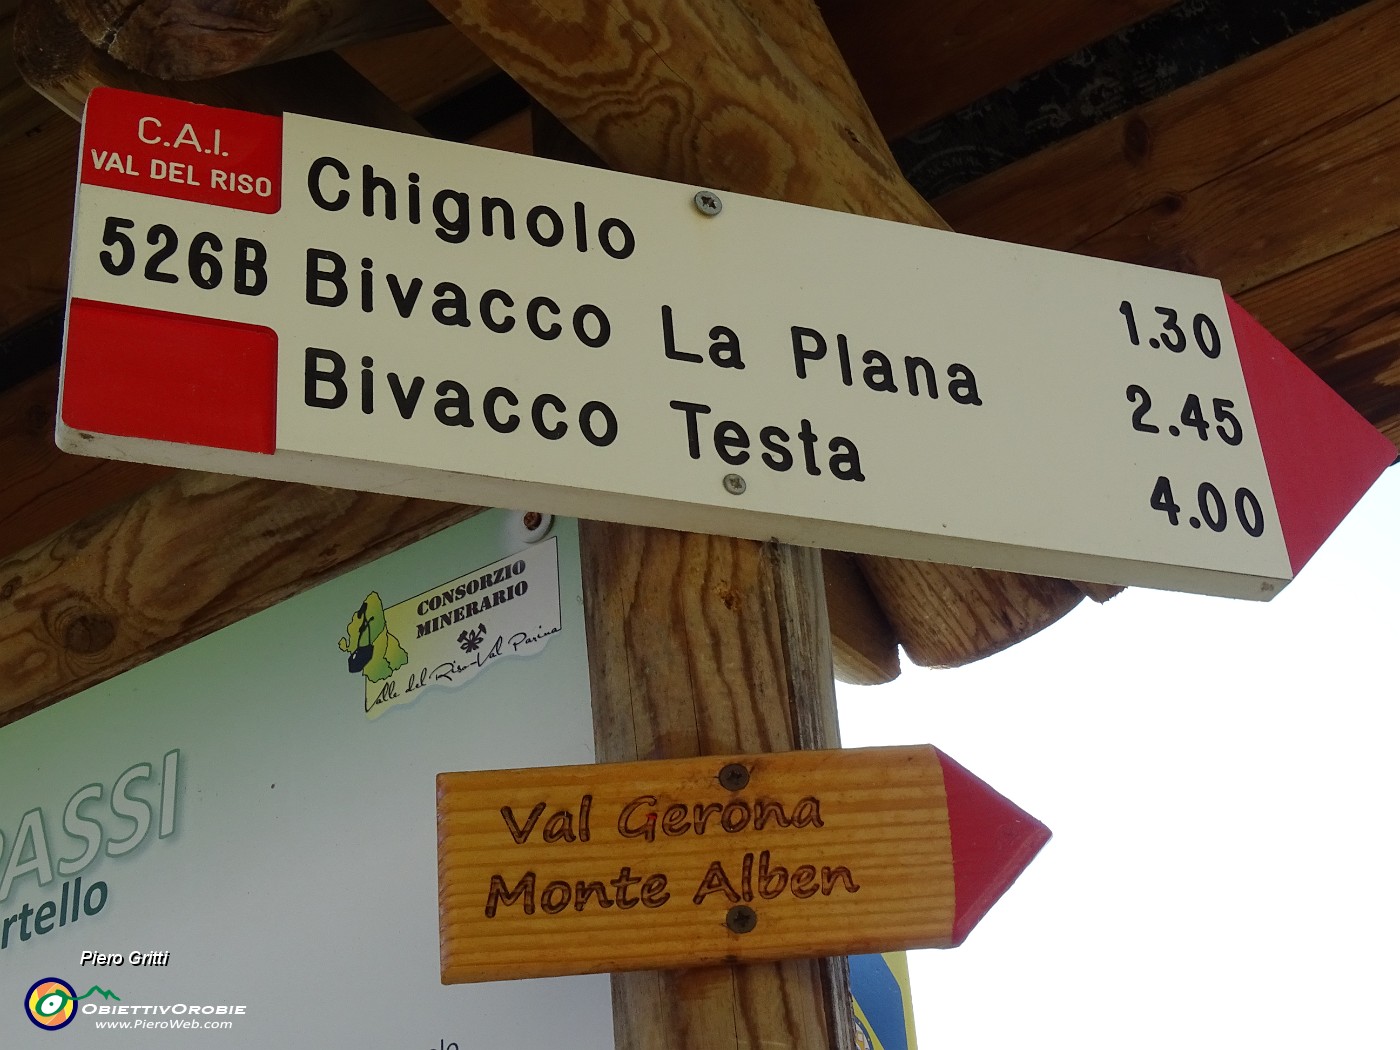 C.A.I.
VAL DEL RISO
526B
Chignolo 1.30
Bivacco La Plana 2.45
Bivacco Testa 4.00
CONSORZIO
MINERARIO
Valle del Riso-Val Parina
Val Gerona
Monte Alben
PASSI
rtello
Piero Gritti
OBIETTIVOROBIE
www.PieroWeb.com